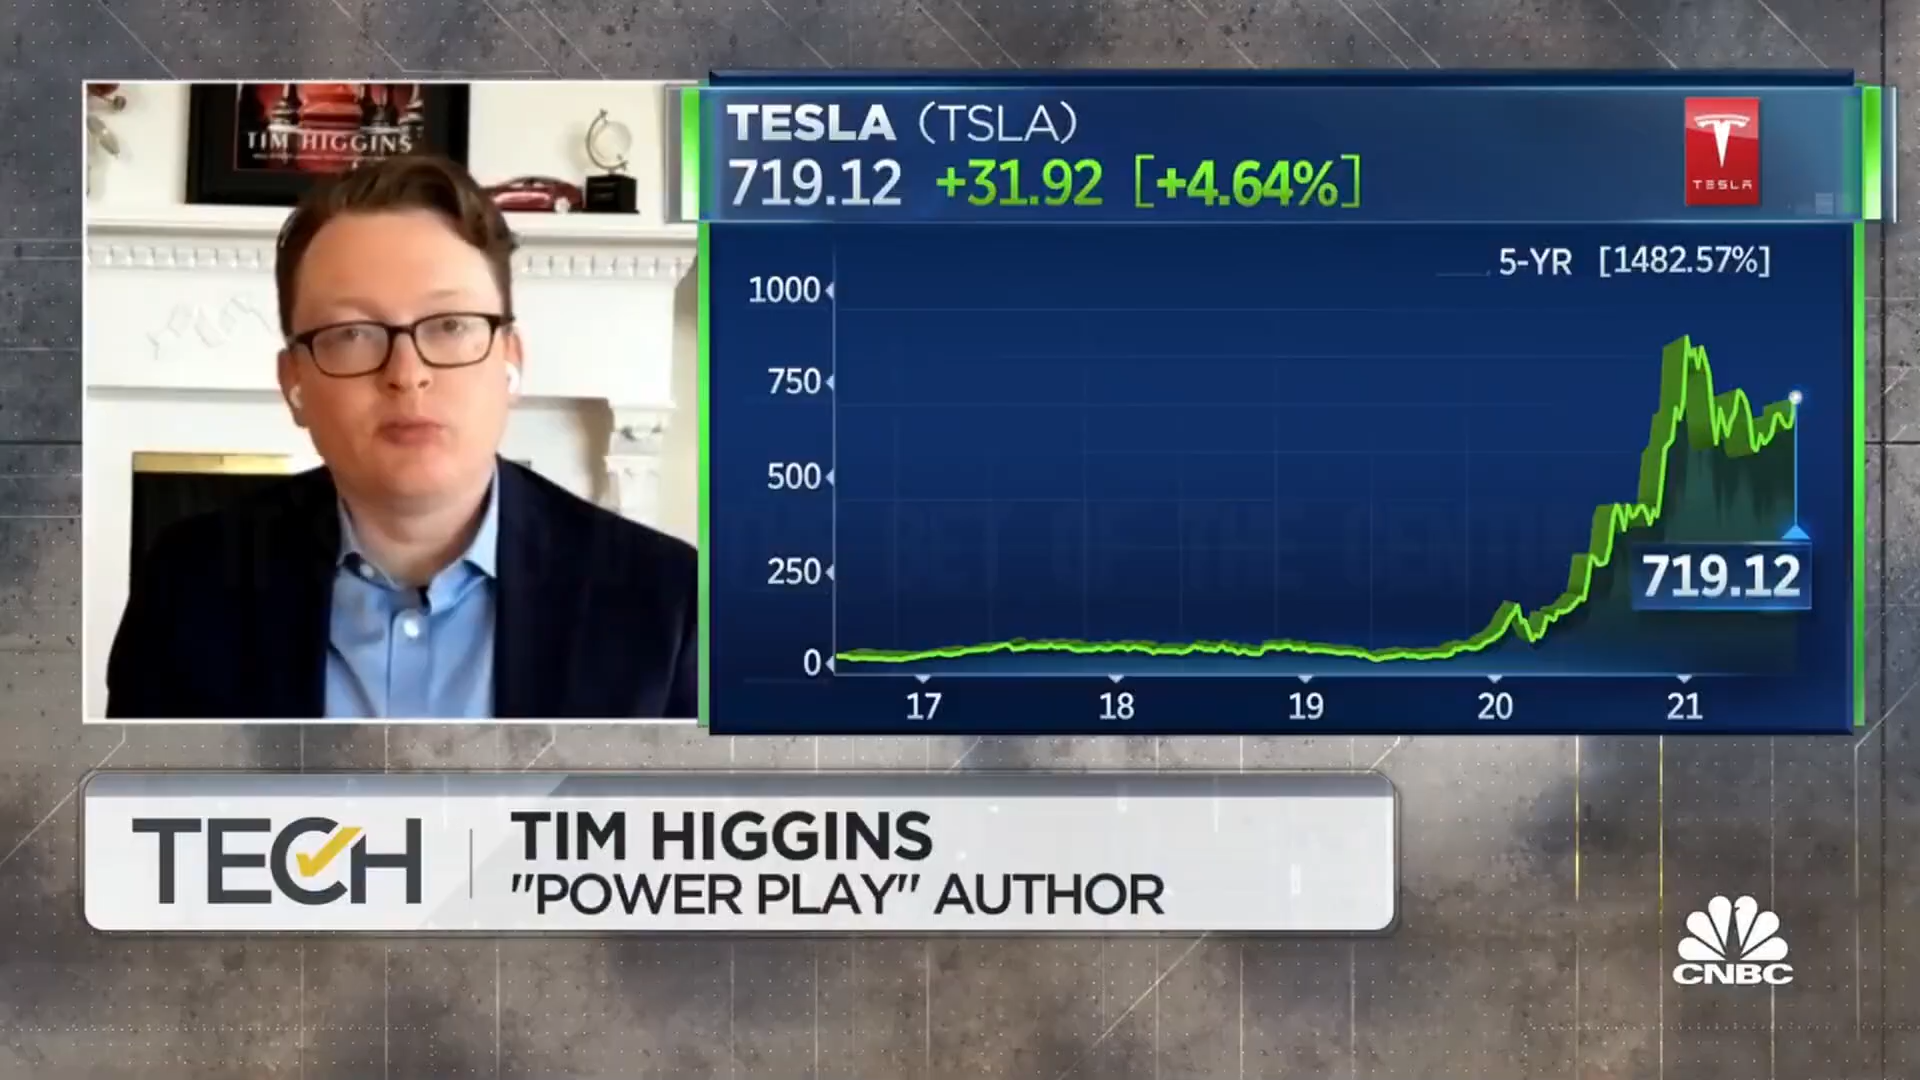 TIM HIGGINS
TESLA (TSLA)
719.12 +31.92 [+4.64%]
TESLA
5-YR [1482.57%]
1000
750
500
250
0
719.12
17 18 19 20 21
TECH
TIM HIGGINS
"POWER PLAY" AUTHOR
CNBC